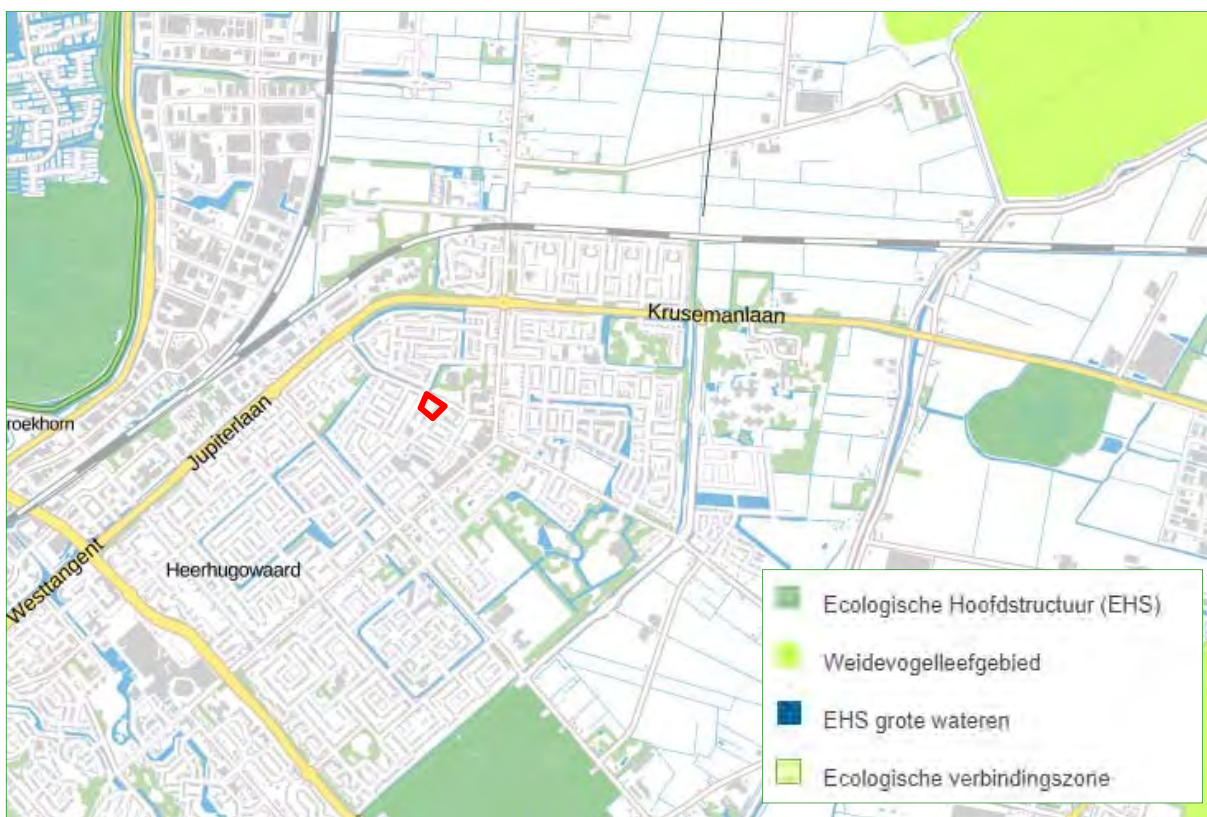 Krusemanlaan
roekhorn
Jupiterlaan
Westtangent
Heerhugowaard
Ecologische Hoofdstructuur (EHS)
Weidevogelleefgebied
EHS grote wateren
Ecologische verbindingszone